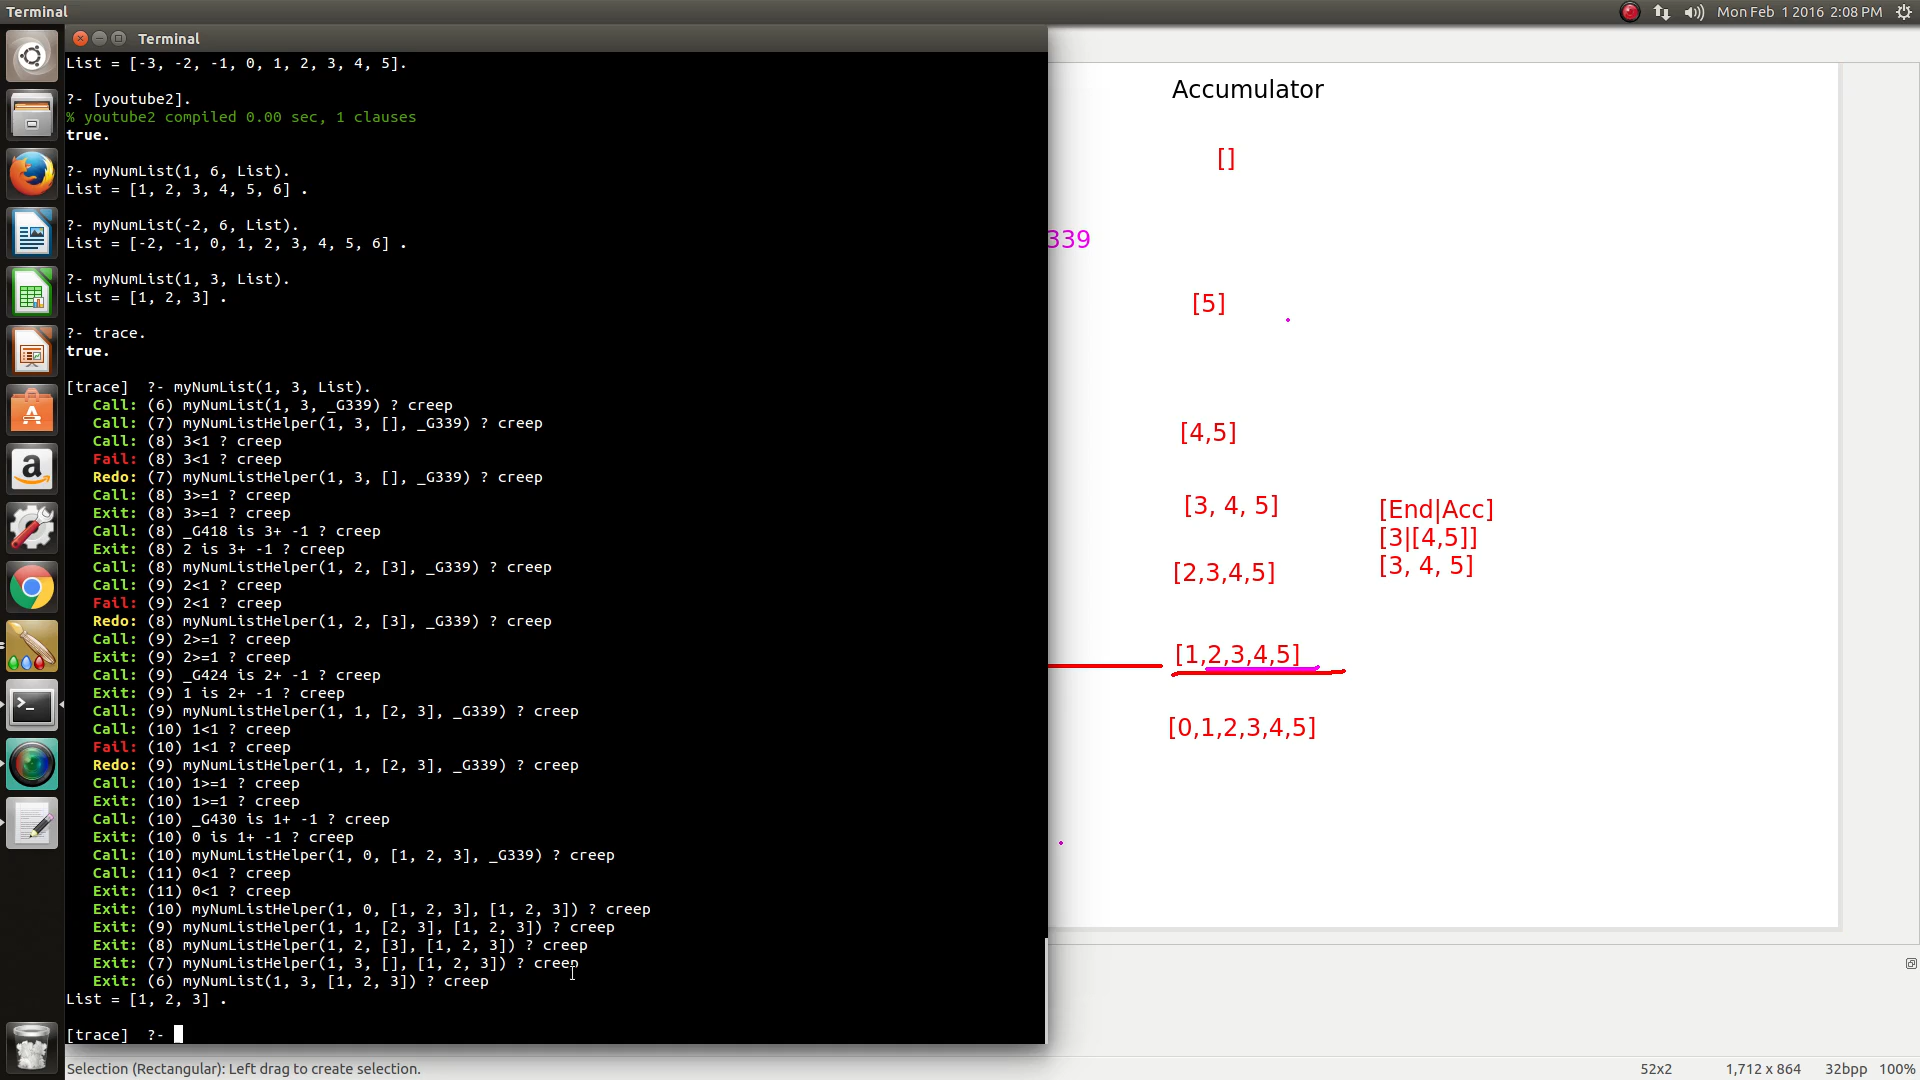 Terminal
Mon Feb 1 2016 2:08 PM
Terminal
List = [-3, -2, -1, 0, 1, 2, 3, 4, 5].
?- [youtube2].
% youtube2 compiled 0.00 sec, 1 clauses
true.
?- myNumList(1, 6, List).
List = [1, 2, 3, 4, 5, 6] .
?- myNumList(-2, 6, List).
List = [-2, -1, 0, 1, 2, 3, 4, 5, 6] .
?- myNumList(1, 3, List).
List = [1, 2, 3] .
?- trace.
true.
[trace]  ?- myNumList(1, 3, List).
Call: (6) myNumList(1, 3, _G339) ? creep
Call: (7) myNumListHelper(1, 3, [], _G339) ? creep
Call: (8) 3<1 ? creep
Fail: (8) 3<1 ? creep
Redo: (7) myNumListHelper(1, 3, [], _G339) ? creep
Call: (8) 3>=1 ? creep
Exit: (8) 3>=1 ? creep
Call: (8) _G418 is 3+ -1 ? creep
Exit: (8) 2 is 3+ -1 ? creep
Call: (8) myNumListHelper(1, 2, [3], _G339) ? creep
Call: (9) 2<1 ? creep
Fail: (9) 2<1 ? creep
Redo: (8) myNumListHelper(1, 2, [3], _G339) ? creep
Call: (9) 2>=1 ? creep
Exit: (9) 2>=1 ? creep
Call: (9) _G424 is 2+ -1 ? creep
Exit: (9) 1 is 2+ -1 ? creep
Call: (9) myNumListHelper(1, 1, [2, 3], _G339) ? creep
Call: (10) 1<1 ? creep
Fail: (10) 1<1 ? creep
Redo: (9) myNumListHelper(1, 1, [2, 3], _G339) ? creep
Call: (10) 1>=1 ? creep
Exit: (10) 1>=1 ? creep
Call: (10) _G430 is 1+ -1 ? creep
Exit: (10) 0 is 1+ -1 ? creep
Call: (10) myNumListHelper(1, 0, [1, 2, 3], _G339) ? creep
Call: (11) 0<1 ? creep
Exit: (11) 0<1 ? creep
Exit: (10) myNumListHelper(1, 0, [1, 2, 3], [1, 2, 3]) ? creep
Exit: (9) myNumListHelper(1, 1, [2, 3], [1, 2, 3]) ? creep
Exit: (8) myNumListHelper(1, 2, [3], [1, 2, 3]) ? creep
Exit: (7) myNumListHelper(1, 3, [], [1, 2, 3]) ? creep
Exit: (6) myNumList(1, 3, [1, 2, 3]) ? creep
List = [1, 2, 3] .
[trace]  ?-
Accumulator
[]
339
[5]
[4,5]
[3, 4, 5]
[2,3,4,5]
[1,2,3,4,5]
[0,1,2,3,4,5]
[End|Acc]
[3|[4,5]]
[3, 4, 5]
Selection (Rectangular): Left drag to create selection.
52x2
1,712 x 864
32bpp
100%